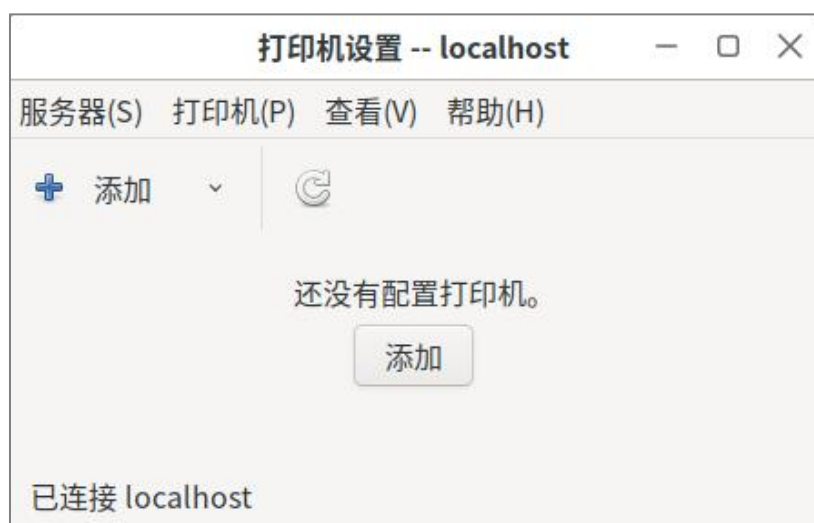 打印机设置 -- localhost
服务器(S) 打印机(P) 查看(V) 帮助(H)
添加
还没有配置打印机。
添加
已连接 localhost